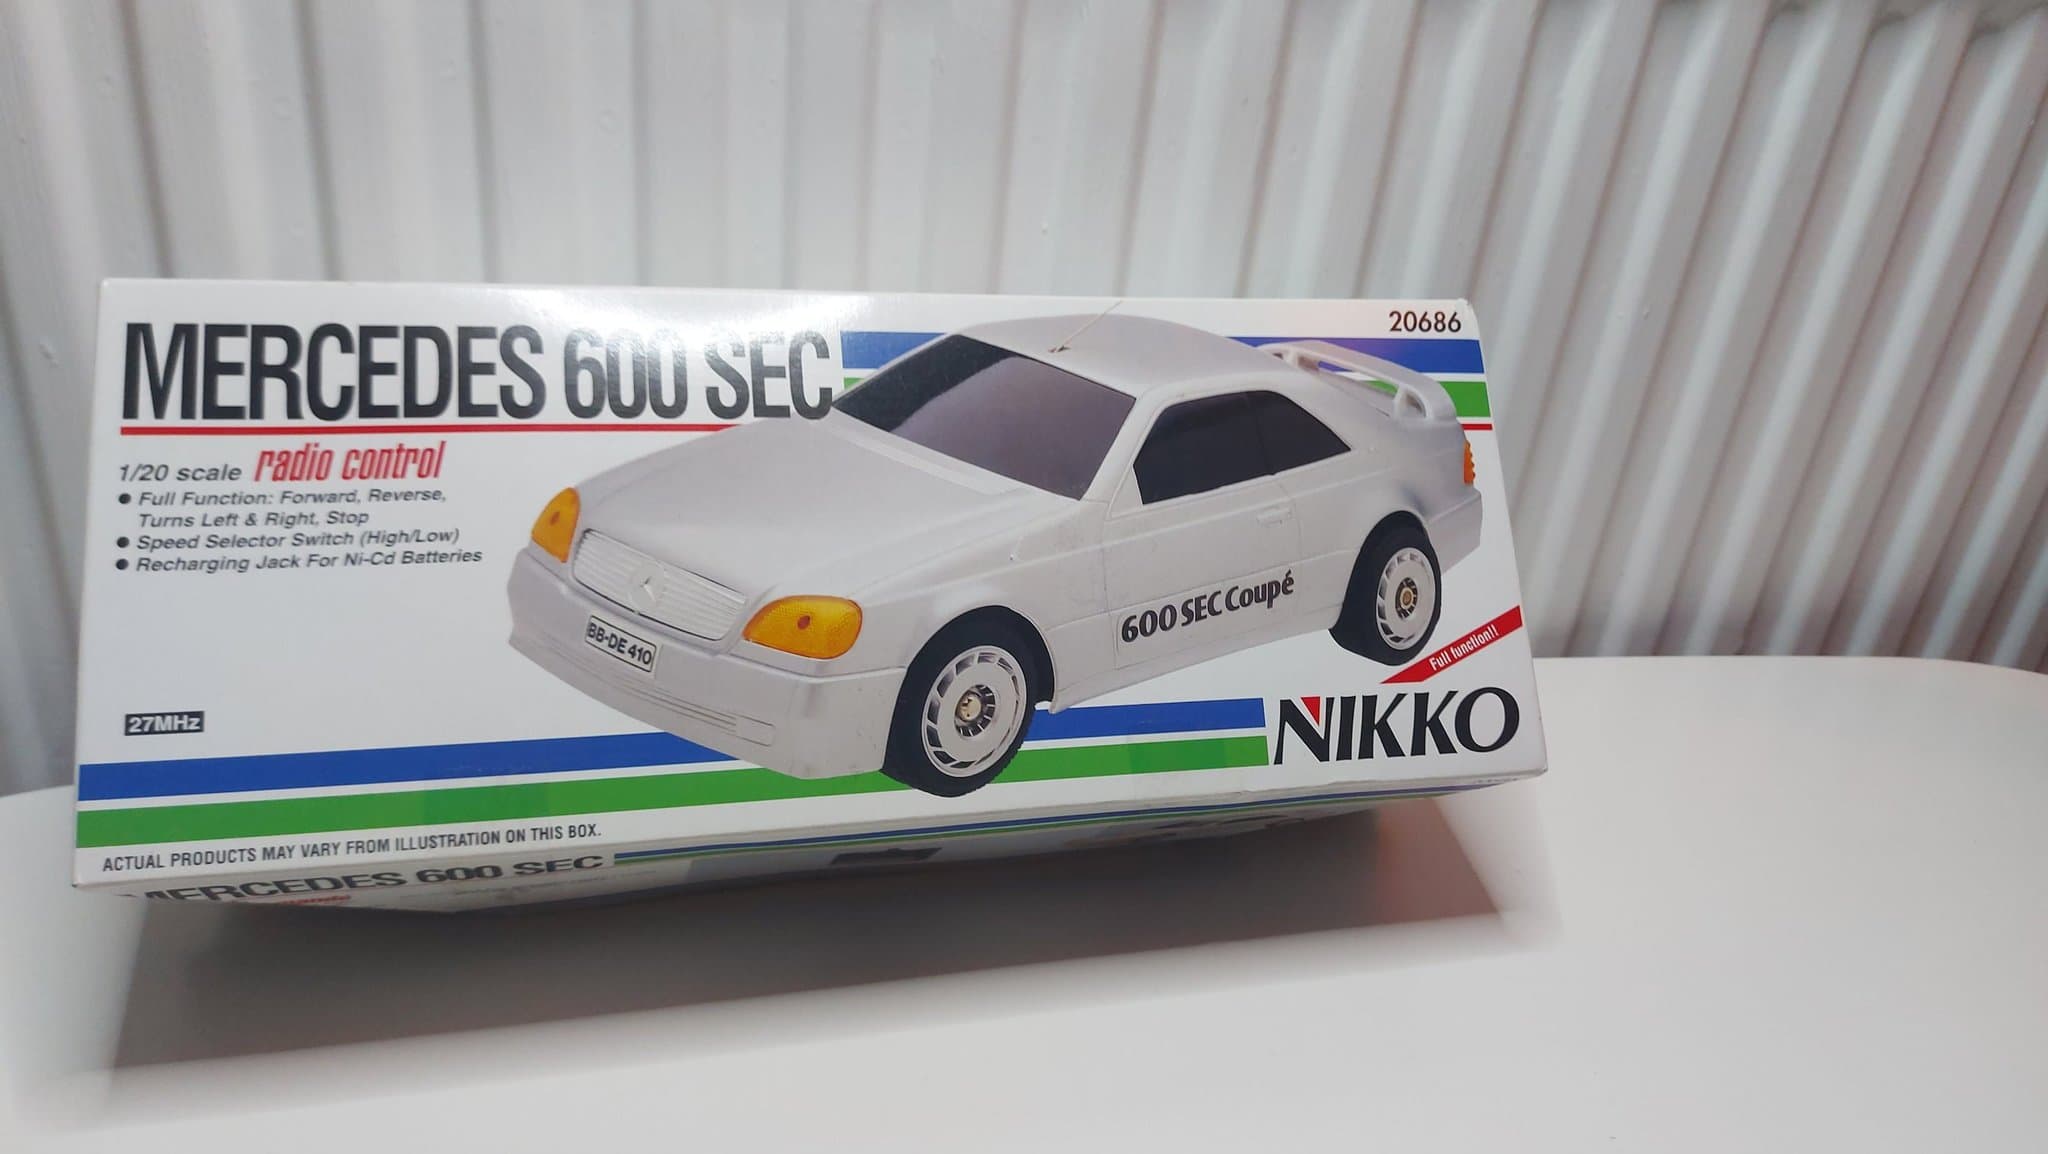 MERCEDES 600 SEC
20686
1/20 scale radio control
● Full Function: Forward, Reverse,
Turns Left & Right, Stop
● Speed Selector Switch (High/Low)
● Recharging Jack For Ni-Cd Batteries
BB-DE 410
600 SEC Coupé
Full function!!
27MHz
NIKKO
ACTUAL PRODUCTS MAY VARY FROM ILLUSTRATION ON THIS BOX.
MERCEDES 600 SEC